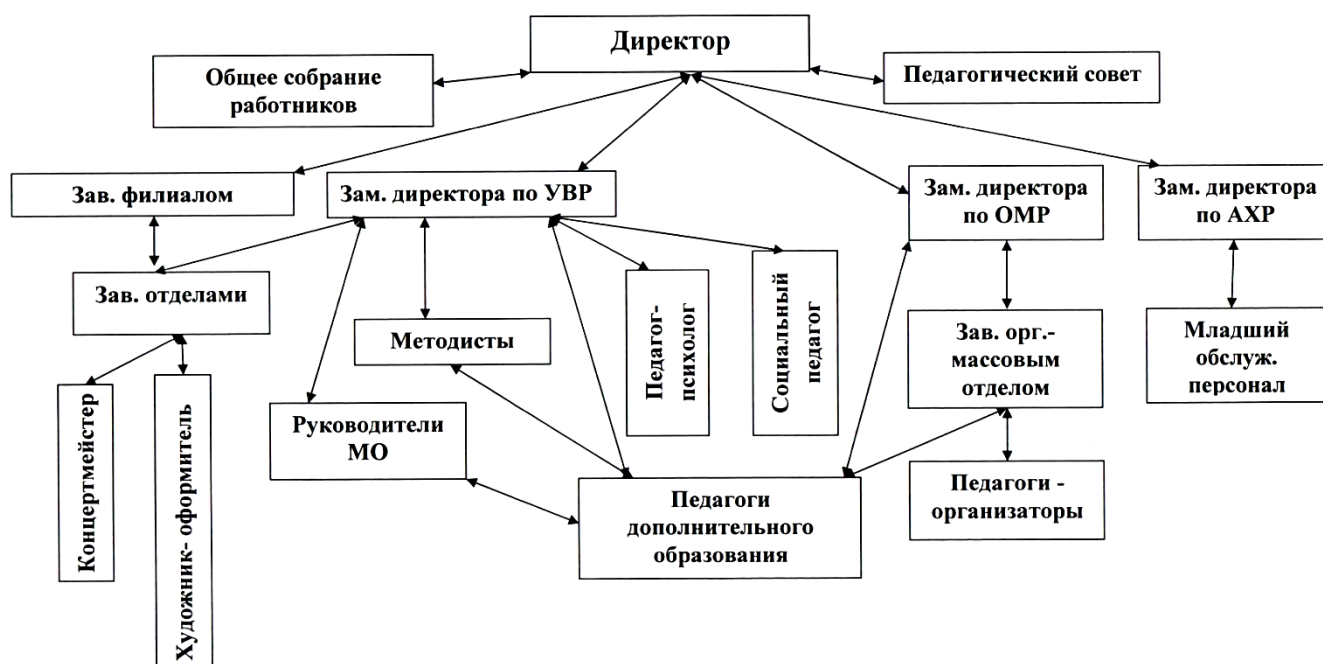 Директор
Общее собрание
работников
Педагогический совет
Зав. филиалом
Зам. директора по УВР
Зам. директора
по ОМР
Зам. директора
по АХР
Зав. отделами
Методисты
Педагог-
психолог
Социальный
педагог
Зав. орг.-
массовым
отделом
Младший
обслуж.
персонал
Концертмейстер
Художник- оформитель
Руководители
МО
Педагоги
дополнительного
образования
Педагоги -
организаторы